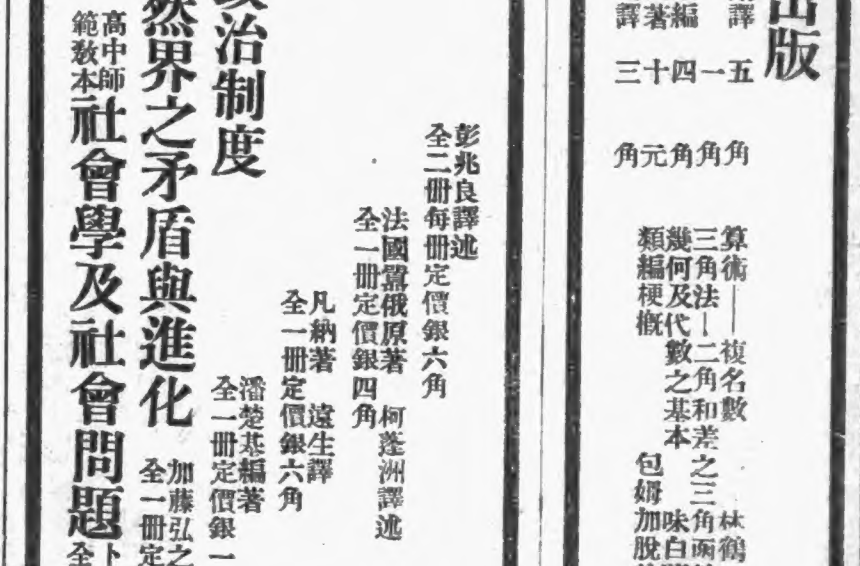 出版
譯 五角
一角
編 四角
著 十元
譯 三角
算術—複名數 林鶴
三角法—二角和差之三角函
幾何及代數之基本 味白
類編梗概 包姆加脫
彭兆良譯述
全二冊每冊定價銀六角
法國囂俄原著 柯蓬洲譯述
全一冊定價銀四角
凡納著 遠生譯
全一冊定價銀六角
政治制度
潘楚基編著
全一冊定價銀一
然界之矛盾與進化
加藤弘之
全一冊定
高中師範教本 社會學及社會問題
卜
全